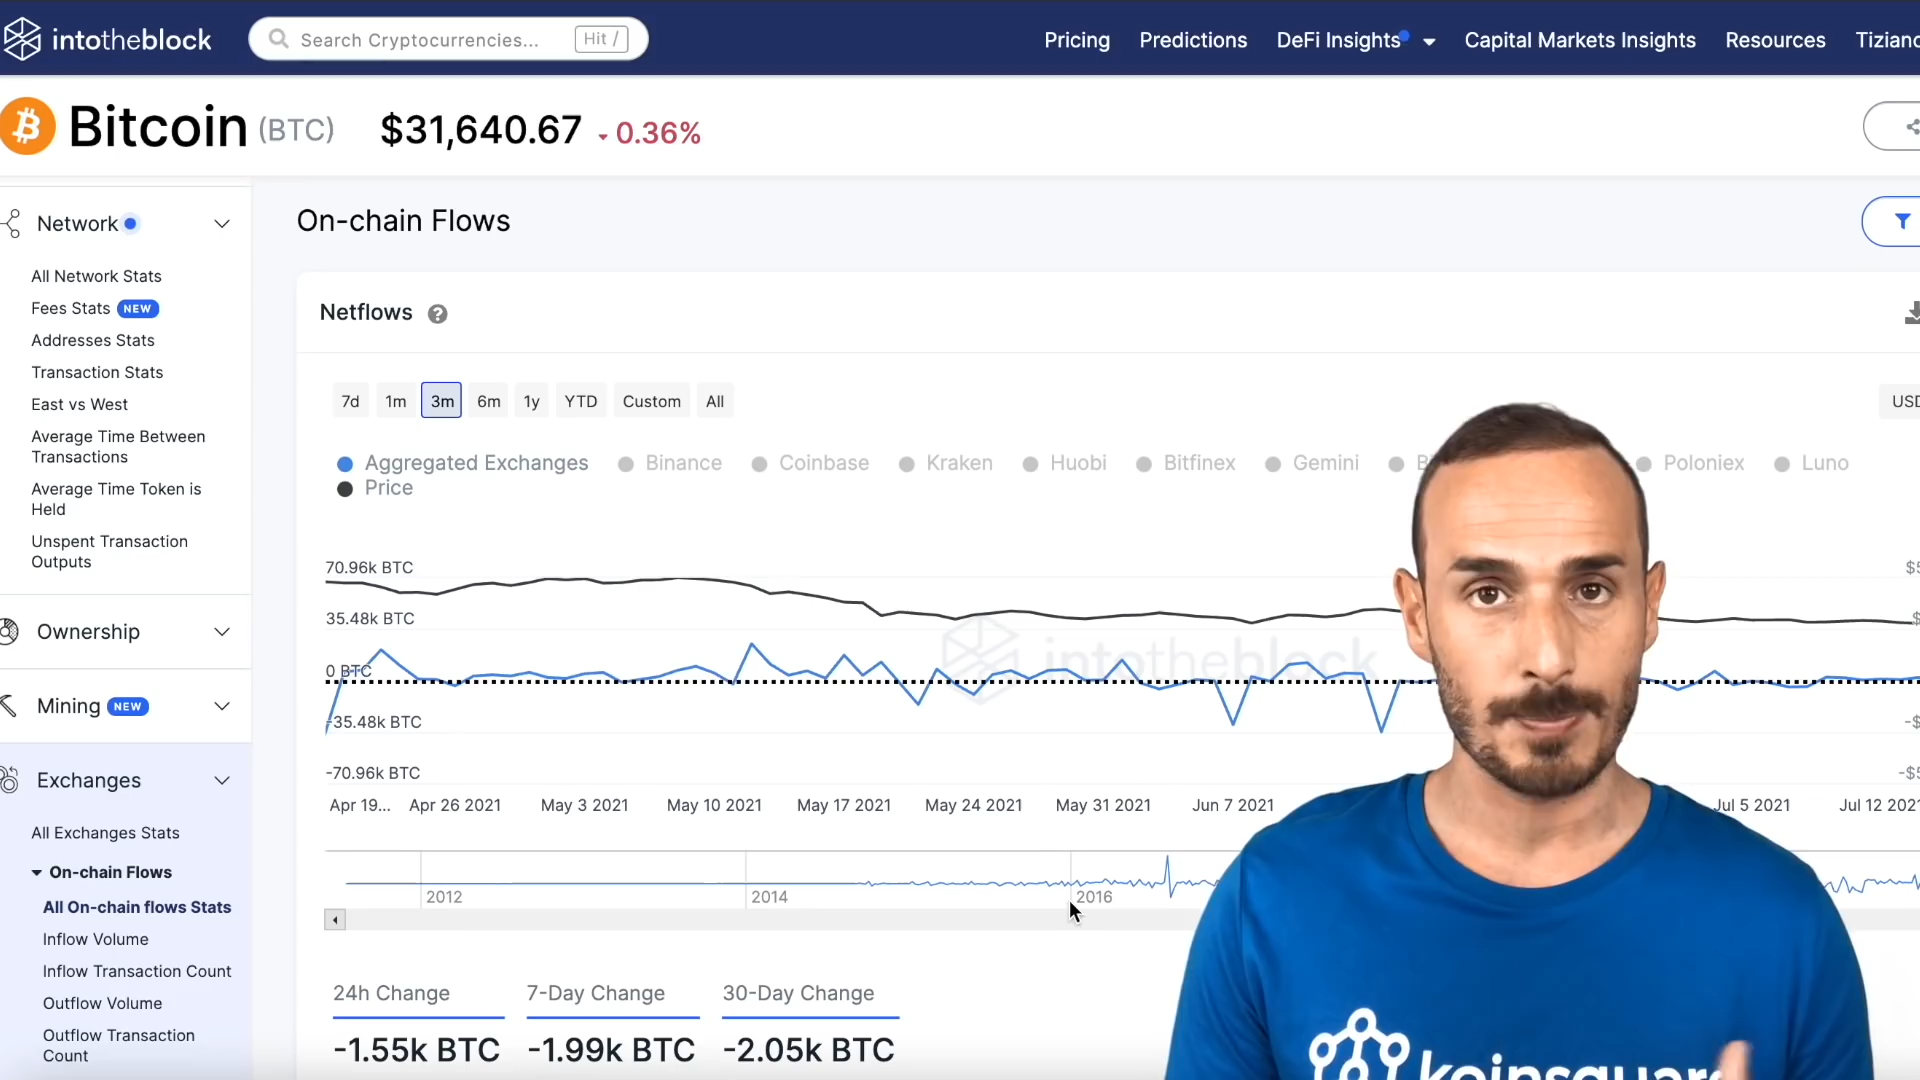 intotheblock
Search Cryptocurrencies...
Hit /
Pricing
Predictions
DeFi Insights
Capital Markets Insights
Resources
Bitcoin (BTC) $31,640.67 0.36%
Network
All Network Stats
Fees Stats NEW
Addresses Stats
Transaction Stats
East vs West
Average Time Between
Transactions
Average Time Token is
Held
Unspent Transaction
Outputs
Ownership
Mining NEW
Exchanges
All Exchanges Stats
On-chain Flows
All On-chain flows Stats
Inflow Volume
Inflow Transaction Count
Outflow Volume
Outflow Transaction
Count
On-chain Flows
Netflows ?
7d 1m 3m 6m 1y YTD Custom All
USD
Aggregated Exchanges Binance Coinbase Kraken Huobi Bitfinex Gemini Poloniex Luno
Price
70.96k BTC
35.48k BTC
0 BTC
-35.48k BTC
-70.96k BTC
intotheblock
Apr 19... Apr 26 2021 May 3 2021 May 10 2021 May 17 2021 May 24 2021 May 31 2021 Jun 7 2021 Jul 5 2021 Jul 12 2021
2012 2014 2016
24h Change 7-Day Change 30-Day Change
-1.55k BTC -1.99k BTC -2.05k BTC